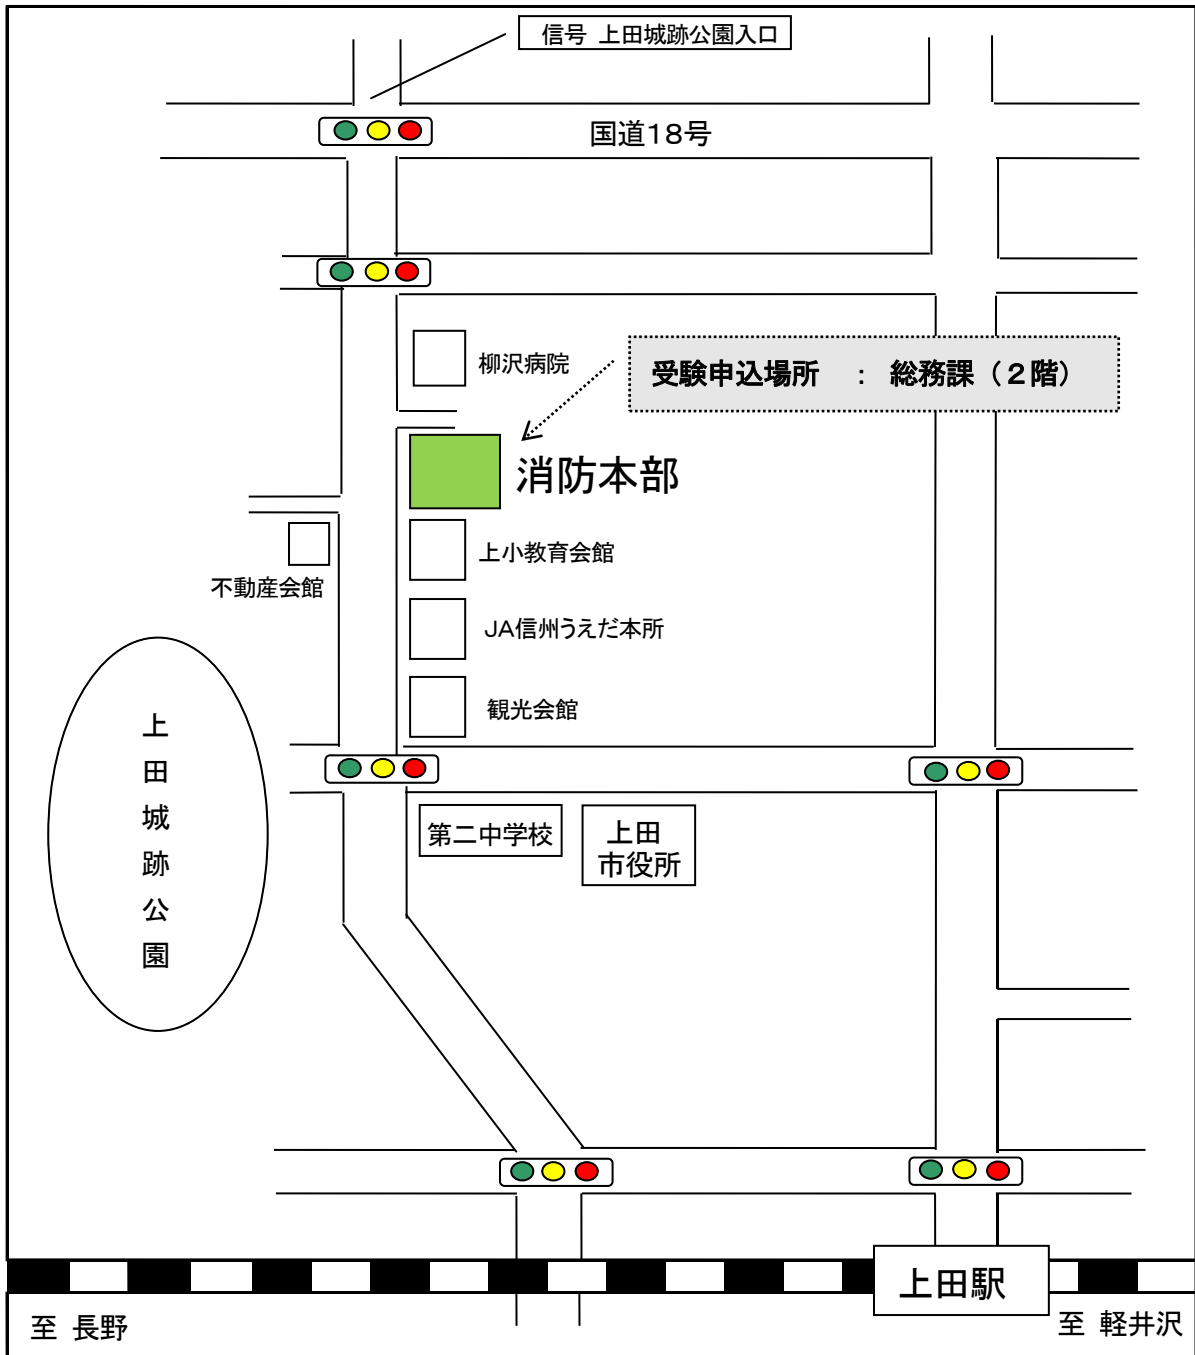 信号 上田城跡公園入口
国道18号
柳沢病院
受験申込場所 : 総務課（2階）
消防本部
上小教育会館
不動産会館
JA信州うえだ本所
観光会館
上
田
城
跡
公
園
第二中学校
上田
市役所
上田駅
至 長野
至 軽井沢